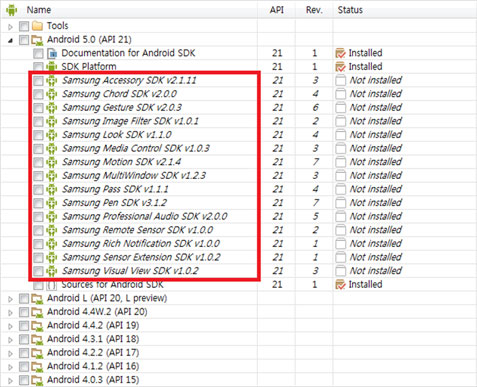 Name API Rev. Status
Tools
Android 5.0 (API 21)
Documentation for Android SDK 21 1 Installed
SDK Platform 21 1 Installed
Samsung Accessory SDK v2.1.11 21 3 Not installed
Samsung Chord SDK v2.0.0 21 4 Not installed
Samsung Gesture SDK v2.0.3 21 6 Not installed
Samsung Image Filter SDK v1.0.1 21 2 Not installed
Samsung Look SDK v1.1.0 21 4 Not installed
Samsung Media Control SDK v1.0.3 21 3 Not installed
Samsung Motion SDK v2.1.4 21 7 Not installed
Samsung MultiWindow SDK v1.2.3 21 3 Not installed
Samsung Pass SDK v1.1.1 21 4 Not installed
Samsung Pen SDK v3.1.2 21 7 Not installed
Samsung Professional Audio SDK v2.0.0 21 5 Not installed
Samsung Remote Sensor SDK v1.0.0 21 2 Not installed
Samsung Rich Notification SDK v1.0.0 21 1 Not installed
Samsung Sensor Extension SDK v1.0.2 21 1 Not installed
Samsung Visual View SDK v1.0.2 21 3 Not installed
Sources for Android SDK 21 1 Installed
Android L (API 20, L preview)
Android 4.4W.2 (API 20)
Android 4.4.2 (API 19)
Android 4.3.1 (API 18)
Android 4.2.2 (API 17)
Android 4.1.2 (API 16)
Android 4.0.3 (API 15)